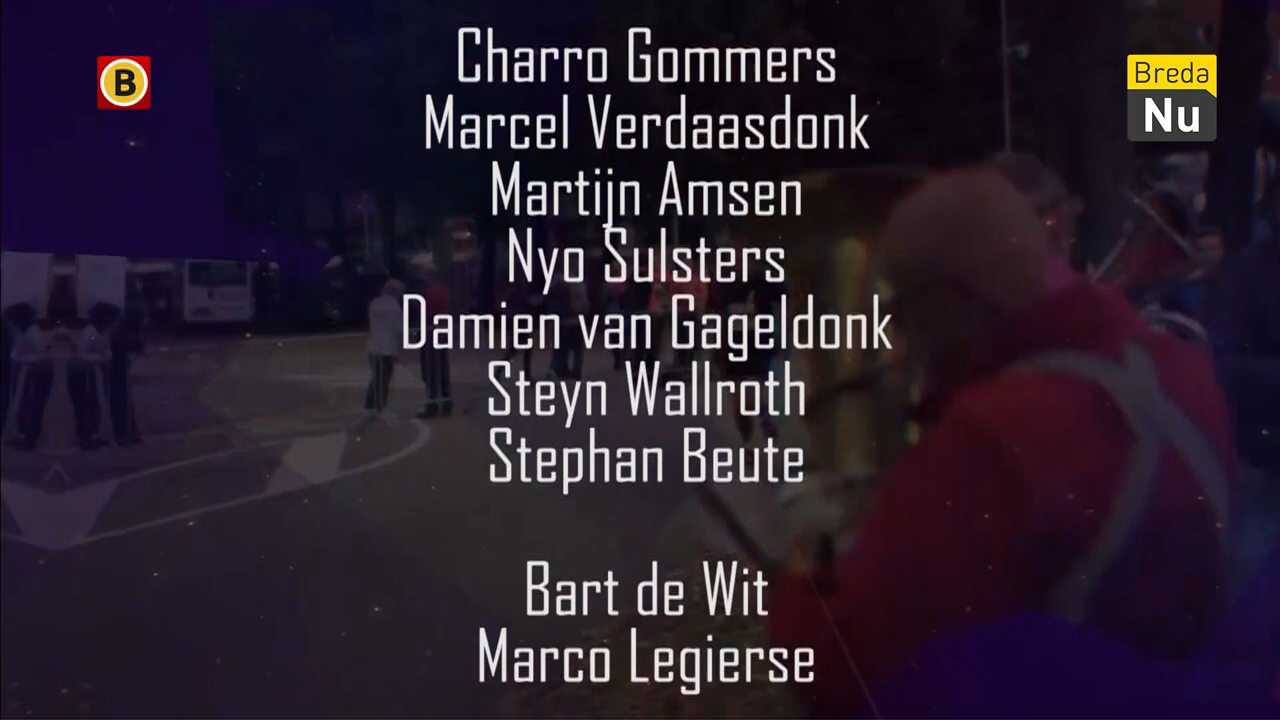 B
Breda
Nu
Charro Gommers
Marcel Verdaasdonk
Martijn Amsen
Nyo Sulsters
Damien van Gageldonk
Steyn Wallroth
Stephan Beute
Bart de Wit
Marco Legierse